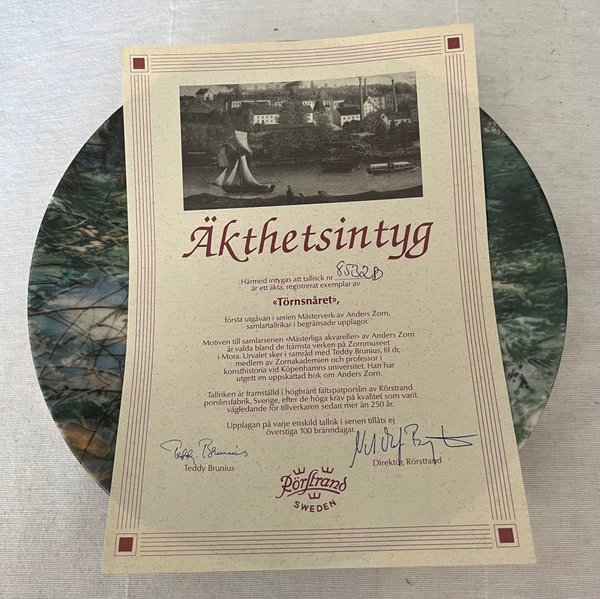 Äkthetsintyg
Härmed intygas att tallrick nr 8532B
är ett äkta, registrerat exemplar av
«Törnsnåret»,
första utgåvan i serien Mästerverk av Anders Zorn,
samlartallrikar i begränsade upplagor.
Motiven till samlarserien «Mästerliga akvareller» av Anders Zorn
är valda bland de främsta verken på Zornmuseet
i Mora. Urvalet sker i samråd med Teddy Brunius, fil dr,
medlem av Zornakademien och professor i
konsthistoria vid Köpenhamns universitet. Han har
utgett en uppskattad bok om Anders Zorn.
Tallriken är framställd i högbränt fältspatporslin av Rörstrand
porslinsfabrik, Sverige, efter de höga krav på kvalitet som varit
vägledande för tillverkaren sedan mer än 250 år.
Upplagan på varje enskild tallrik i serien tillåts ej
överstiga 100 bränndagar.
Teddy Brunius
Teddy Brunius
Direktör, Rörstrand
Rörstrand
SWEDEN